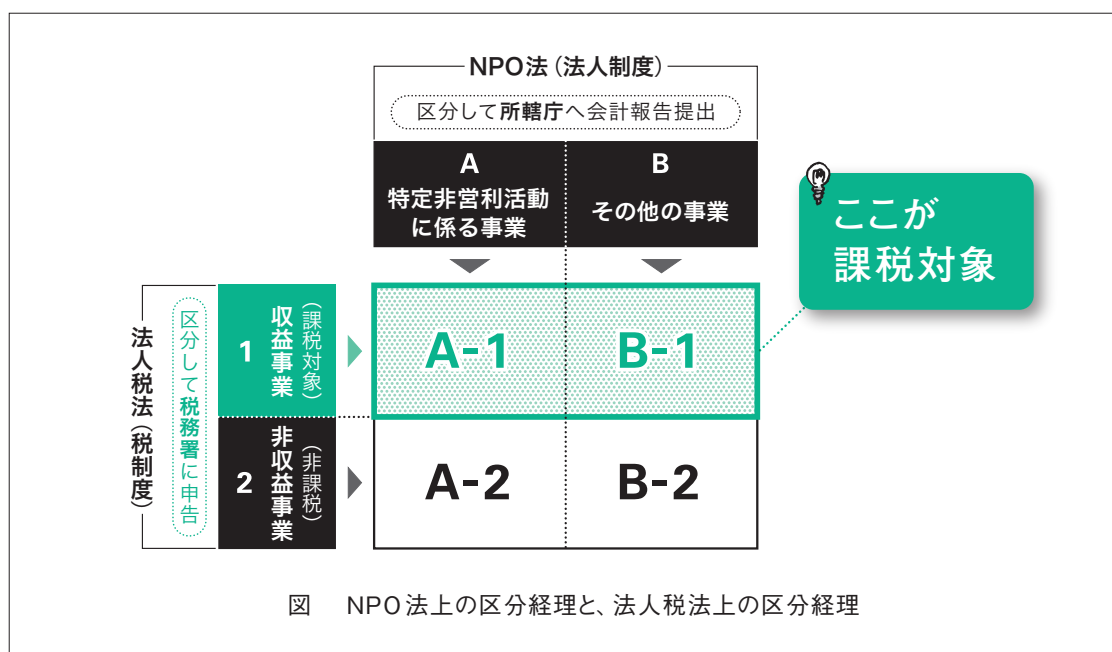 NPO法（法人制度）
区分して所轄庁へ会計報告提出
A
特定非営利活動
に係る事業
B
その他の事業
ここが
課税対象
法人税法（税制度）
区分して税務署に申告
1
収益事業
（課税対象）
A-1
B-1
2
非収益事業
（非課税）
A-2
B-2
図　NPO法上の区分経理と、法人税法上の区分経理